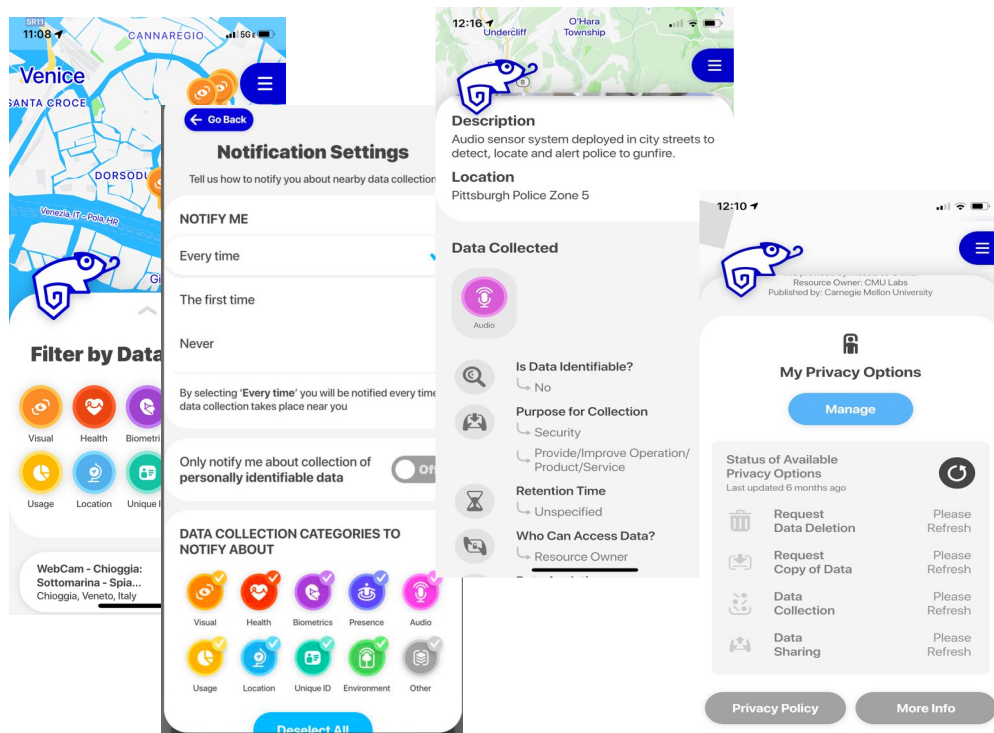 SR11
11:08
CANNAREGIO
5G
Venice
SANTA CROCE
DORSODU
Venezia, IT - Pola, HR
Gi
Filter by Data
Visual
Health
Biometri
Usage
Location
Unique I
WebCam - Chioggia:
Sottomarina - Spia...
Chioggia, Veneto, Italy
Go Back
Notification Settings
Tell us how to notify you about nearby data collection
NOTIFY ME
Every time
The first time
Never
By selecting ‘Every time’ you will be notified every time
data collection takes place near you
Only notify me about collection of
personally identifiable data
Off
DATA COLLECTION CATEGORIES TO
NOTIFY ABOUT
Visual
Health
Biometrics
Presence
Audio
Usage
Location
Unique ID
Environment
Other
Deselect All
12:16
Undercliff
O'Hara
Township
8
Description
Audio sensor system deployed in city streets to
detect, locate and alert police to gunfire.
Location
Pittsburgh Police Zone 5
Data Collected
Audio
Is Data Identifiable?
No
Purpose for Collection
Security
Provide/Improve Operation/
Product/Service
Retention Time
Unspecified
Who Can Access Data?
Resource Owner
12:10
Resource Owner: CMU Labs
Published by: Carnegie Mellon University
My Privacy Options
Manage
Status of Available
Privacy Options
Last updated 6 months ago
Request
Data Deletion
Please
Refresh
Request
Copy of Data
Please
Refresh
Data
Collection
Please
Refresh
Data
Sharing
Please
Refresh
Privacy Policy
More Info